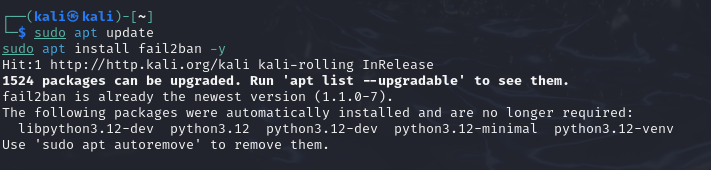 ┌──(kali㉿kali)-[~]
└─$ sudo apt update
sudo apt install fail2ban -y
Hit:1 http://http.kali.org/kali kali-rolling InRelease
1524 packages can be upgraded. Run 'apt list --upgradable' to see them.
fail2ban is already the newest version (1.1.0-7).
The following packages were automatically installed and are no longer required:
  libpython3.12-dev  python3.12  python3.12-dev  python3.12-minimal  python3.12-venv
Use 'sudo apt autoremove' to remove them.